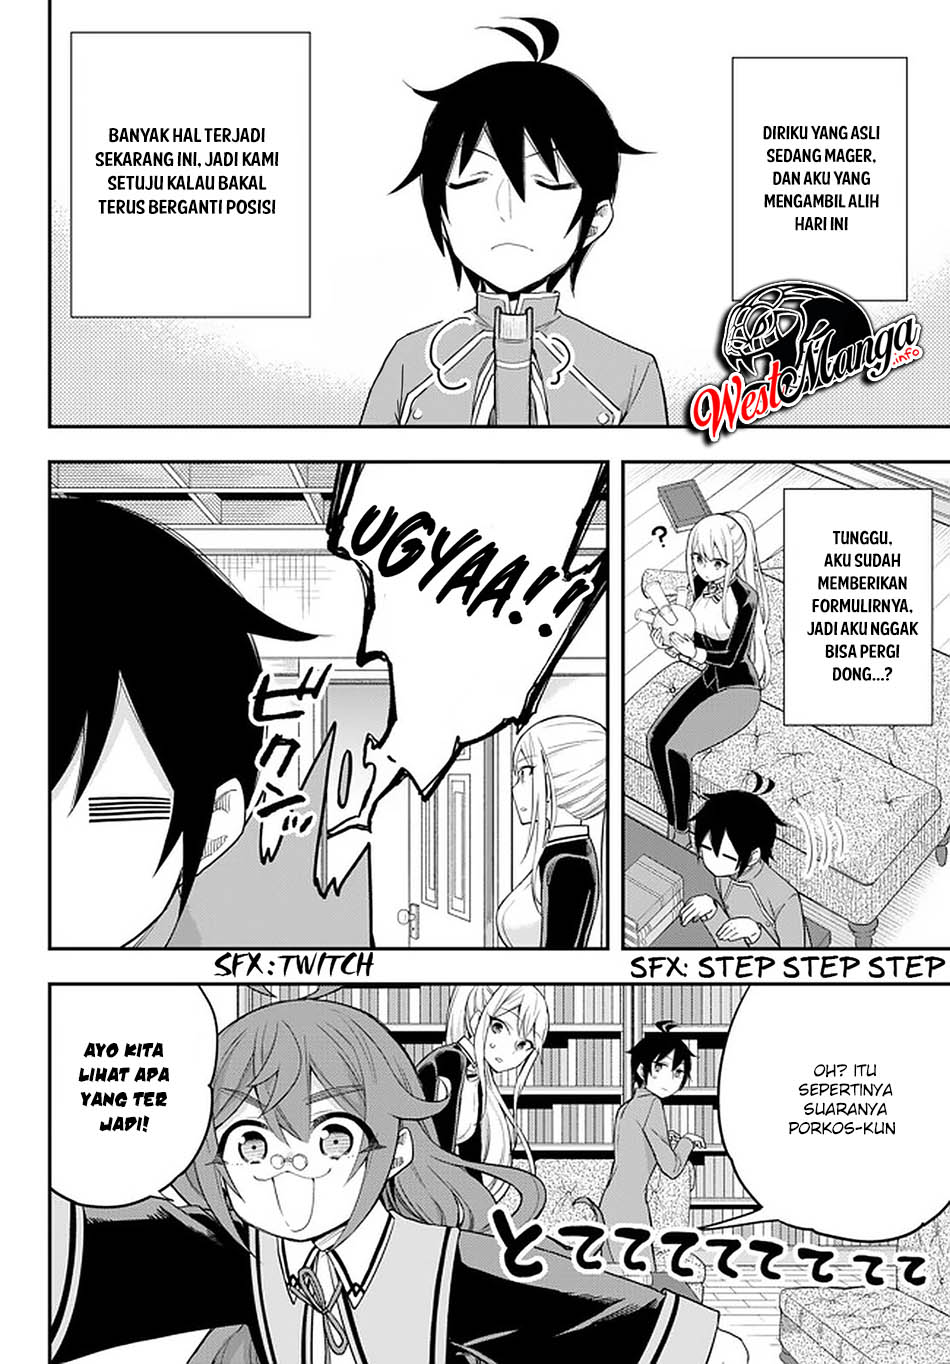 DIRIKU YANG ASLI
SEDANG MAGER,
DAN AKU YANG
MENGAMBIL ALIH
HARI INI
BANYAK HAL TERJADI
SEKARANG INI, JADI KAMI
SETUJU KALAU BAKAL
TERUS BERGANTI POSISI
WestManga
.info
TUNGGU,
AKU SUDAH
MEMBERIKAN
FORMULIRNYA,
JADI AKU NGGAK
BISA PERGI
DONG...?
?
UGYAA!!
SFX: TWITCH
SFX: STEP STEP STEP
OH? ITU
SEPERTINYA
SUARANYA
PORKOS-KUN
AYO KITA
LIHAT APA
YANG TER
JADI!
とててててててててて